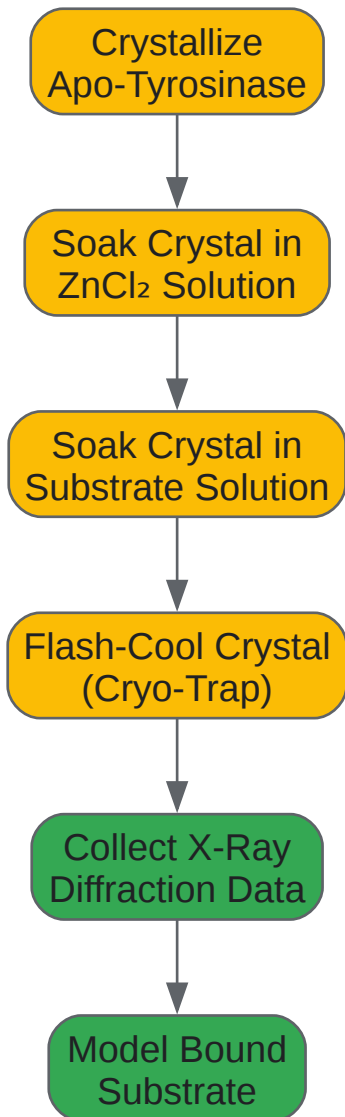 Crystallize
Apo-Tyrosinase
Soak Crystal in
ZnCl₂ Solution
Soak Crystal in
Substrate Solution
Flash-Cool Crystal
(Cryo-Trap)
Collect X-Ray
Diffraction Data
Model Bound
Substrate